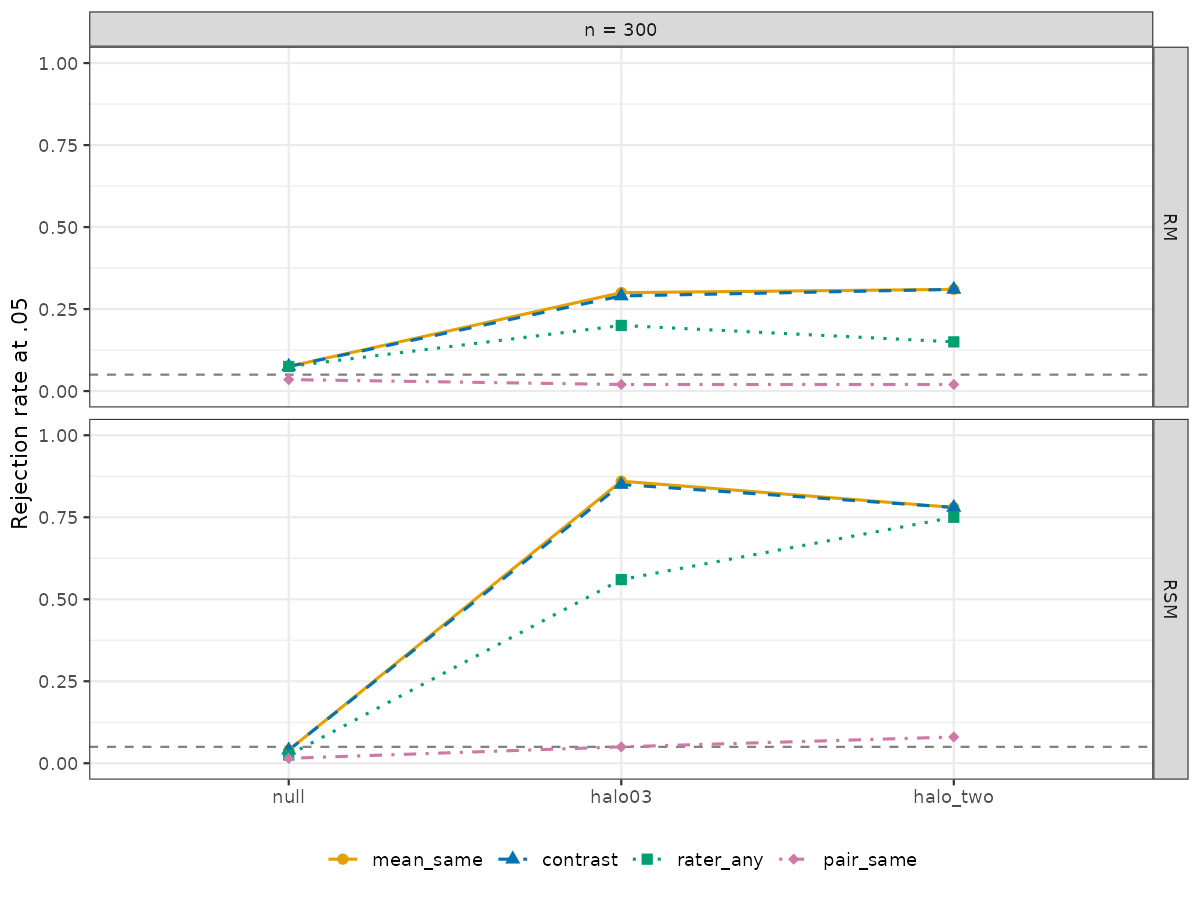 n = 300
1.00
0.75
0.50
0.25
0.00
RM
Rejection rate at .05
1.00
0.75
0.50
0.25
0.00
RSM
null halo03 halo_two
mean_same contrast rater_any pair_same